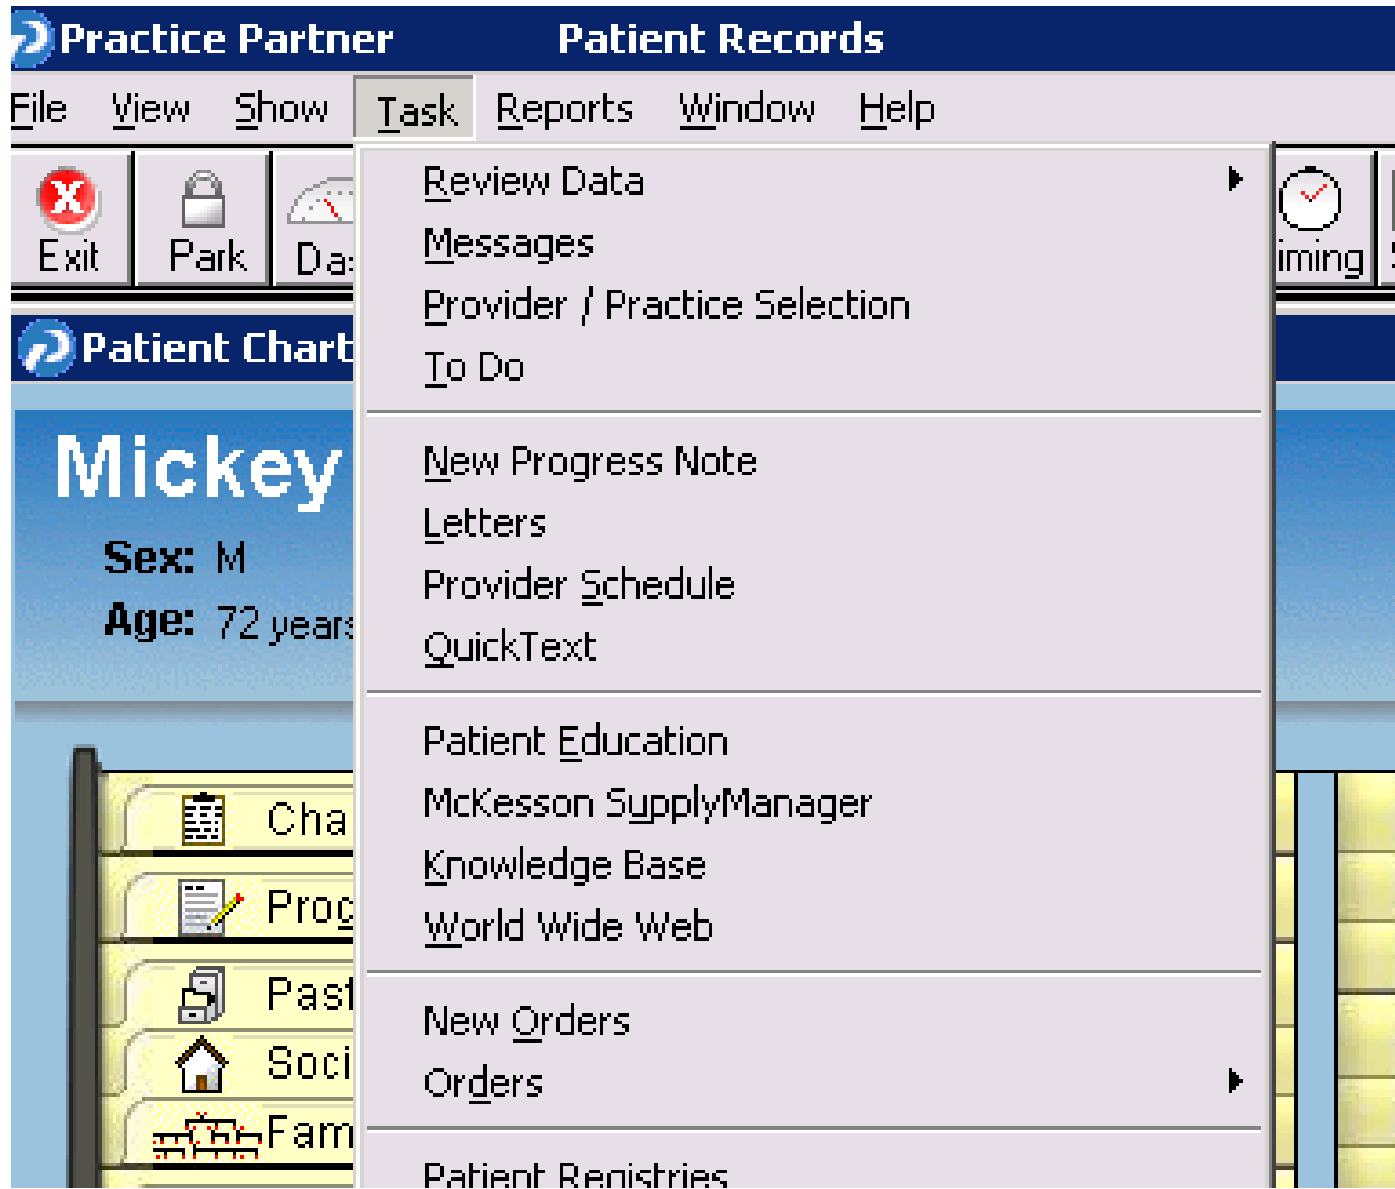 Practice Partner Patient Records
File View Show Task Reports Window Help
Exit Park
Review Data
Messages
Provider / Practice Selection
To Do
New Progress Note
Letters
Provider Schedule
QuickText
Patient Education
McKesson SupplyManager
Knowledge Base
World Wide Web
New Orders
Orders
Patient Registries
Patient Chart
Mickey
Sex: M
Age: 72 years